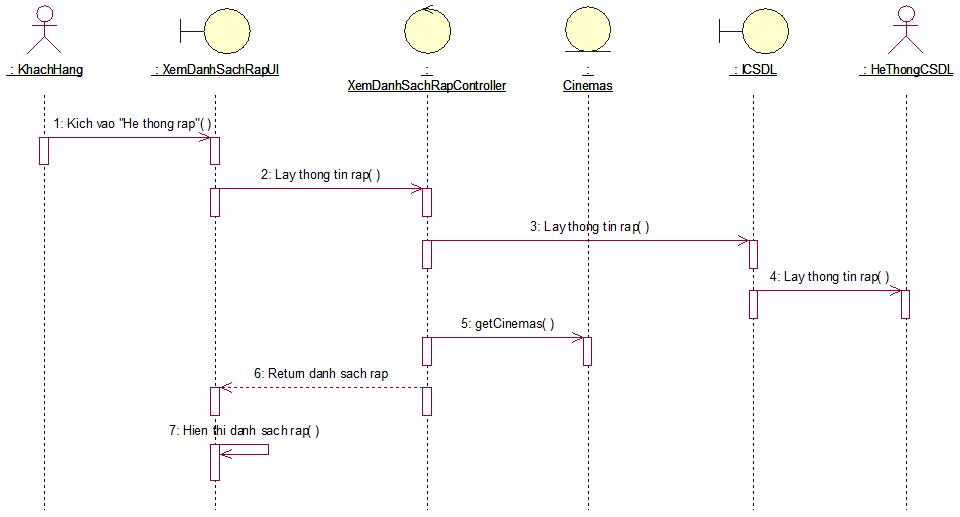 : KhachHang
: XemDanhSachRapUI
:
XemDanhSachRapController
:
Cinemas
: ICSDL
: HeThongCSDL
1: Kich vao "He thong rap"( )
2: Lay thong tin rap( )
3: Lay thong tin rap( )
4: Lay thong tin rap( )
5: getCinemas( )
6: Return danh sach rap
7: Hien thi danh sach rap( )